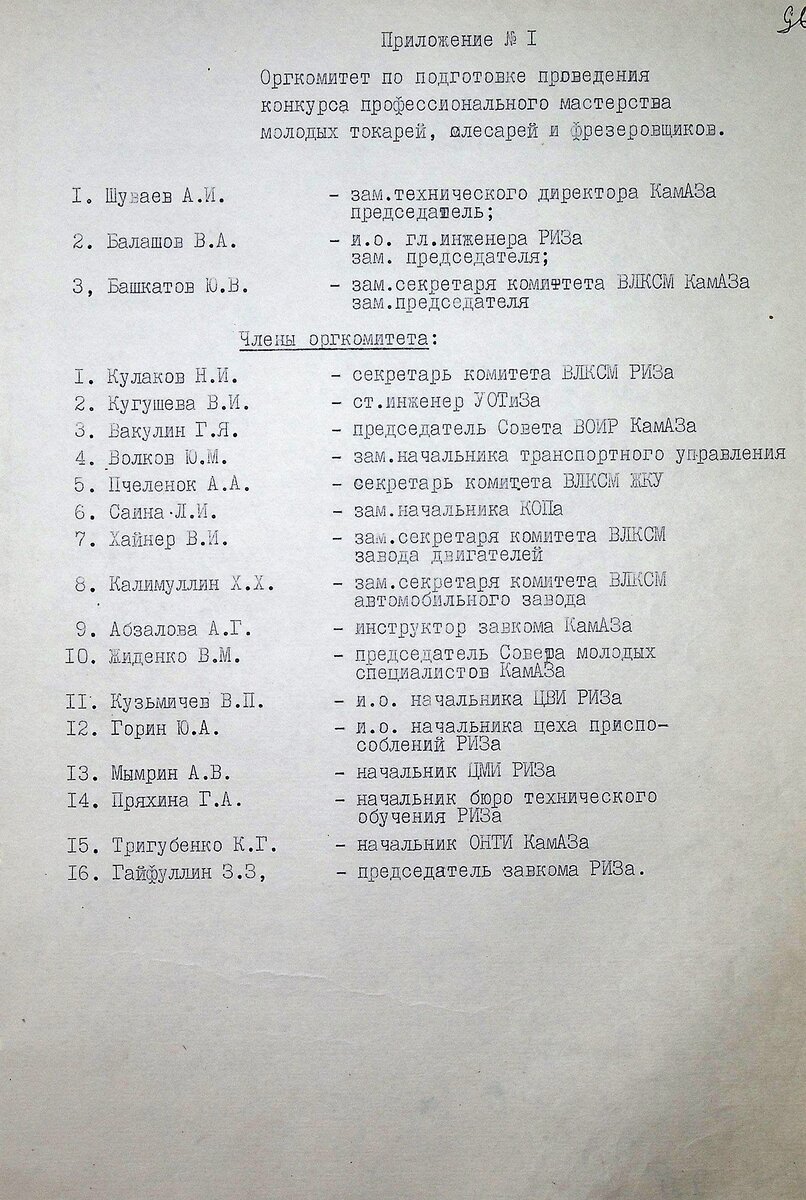 Приложение № I
Оргкомитет по подготовке проведения
конкурса профессионального мастерства
молодых токарей, слесарей и фрезеровщиков.
I. Шуваев А.И. - зам.технического директора КамАЗа
председатель;
2. Балашов В.А. - и.о. гл.инженера РИЗа
зам. председателя;
3, Башкатов Ю.В. - зам.секретаря комитета ВЛКСМ КамАЗа
зам.председателя
Члены оргкомитета:
I. Кулаков Н.И. - секретарь комитета ВЛКСМ РИЗа
2. Кугушева В.И. - ст.инженер УОТиЗа
3. Вакулин Г.Я. - председатель Совета ВОИР КамАЗа
4. Волков Ю.М. - зам.начальника транспортного управления
5. Пчеленок А.А. - секретарь комитета ВЛКСМ ЖКУ
6. Саина Л.И. - зам.начальника КОПа
7. Хайнер В.И. - зам.секретаря комитета ВЛКСМ
завода двигателей
8. Калимуллин Х.Х. - зам.секретаря комитета ВЛКСМ
автомобильного завода
9. Абзалова А.Г. - инструктор завкома КамАЗа
IO. Жиденко В.М. - председатель Совета молодых
специалистов КамАЗа
II. Кузьмичев В.П. - и.о. начальника ЦВИ РИЗа
I2. Горин Ю.А. - и.о. начальника цеха приспо-
соблений РИЗа
I3. Мымрин А.В. - начальник ЦМИ РИЗа
I4. Пряхина Г.А. - начальник бюро технического
обучения РИЗа
I5. Тригубенко К.Г. - начальник ОНТИ КамАЗа
I6. Гайфуллин З.З, - председатель завкома РИЗа.